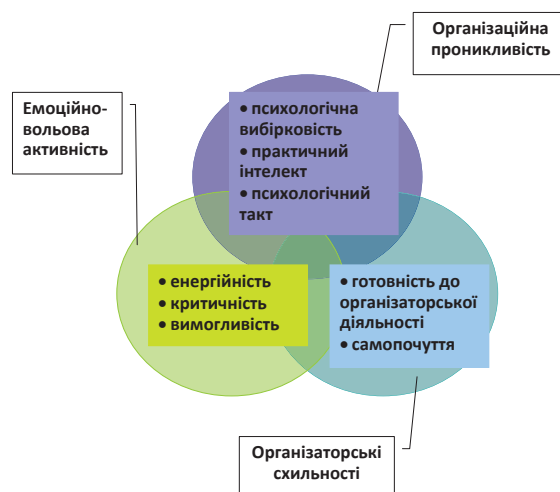 Організаційна
проникливість
Емоційно-
вольова
активність
• психологічна
вибірковість
• практичний
інтелект
• психологічний
такт
• енергійність
• критичність
• вимогливість
• готовність до
організаторської
діяльності
• самопочуття
Організаторські
схильності